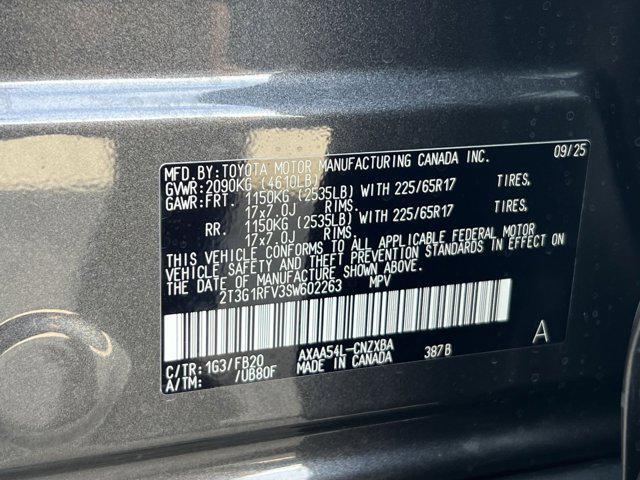 MFD.BY:TOYOTA MOTOR MANUFACTURING CANADA INC. 09/25
GVWR:2090KG (4610LB)
GAWR:FRT. 1150KG (2535LB) WITH 225/65R17 TIRES,
17x7.0J RIMS.
RR. 1150KG (2535LB) WITH 225/65R17 TIRES,
17x7.0J RIMS.
THIS VEHICLE CONFORMS TO ALL APPLICABLE FEDERAL MOTOR
VEHICLE SAFETY AND THEFT PREVENTION STANDARDS IN EFFECT ON
THE DATE OF MANUFACTURE SHOWN ABOVE.
2T3G1RFV3SW602263 MPV
C/TR: 1G3/FB20 AXAA54L-CNZXBA 387B A
A/TM: /UB80F MADE IN CANADA